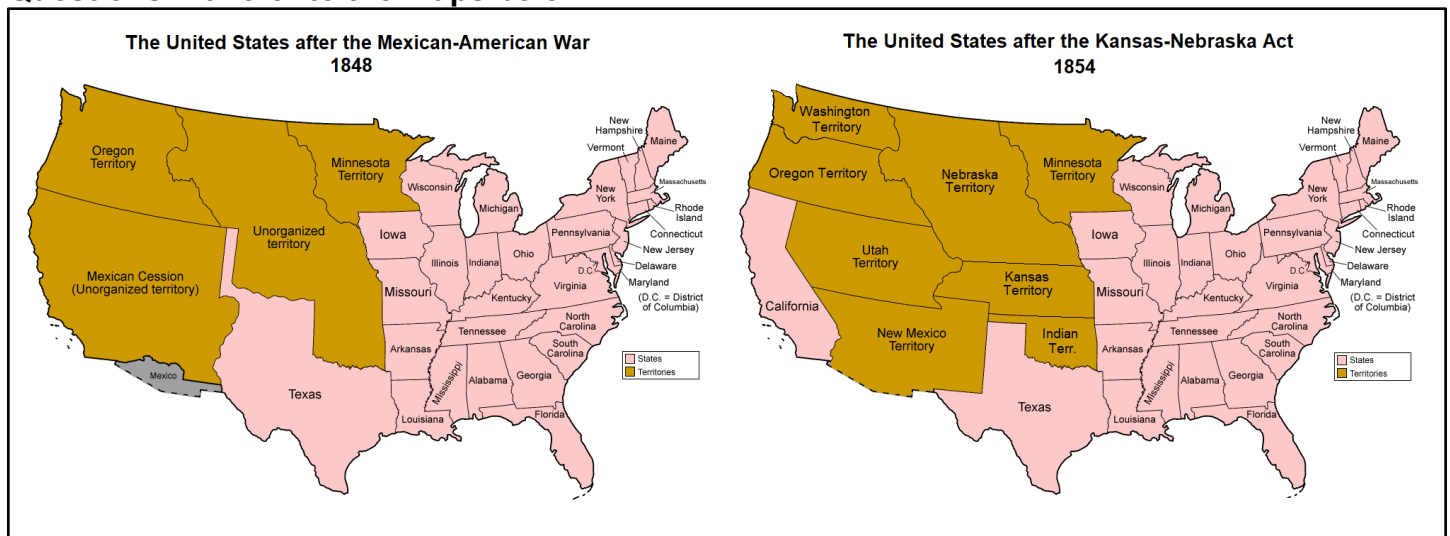 The United States after the Mexican-American War
1848
Oregon
Territory
Minnesota
Territory
Unorganized
territory
Mexican Cession
(Unorganized territory)
Mexico
Texas
Wisconsin
Michigan
Iowa
Illinois
Indiana
Ohio
Missouri
Kentucky
Tennessee
Arkansas
Louisiana
Mississippi
Alabama
Georgia
Florida
South
Carolina
North
Carolina
Virginia
Pennsylvania
New
York
Vermont
New
Hampshire
Maine
Massachusetts
Rhode
Island
Connecticut
New Jersey
Delaware
Maryland
D.C.
(D.C. = District
of Columbia)
States
Territories
The United States after the Kansas-Nebraska Act
1854
Washington
Territory
Oregon Territory
Nebraska
Territory
Minnesota
Territory
Utah
Territory
California
Kansas
Territory
New Mexico
Territory
Indian
Terr.
Texas
Wisconsin
Michigan
Iowa
Illinois
Indiana
Ohio
Missouri
Kentucky
Tennessee
Arkansas
Louisiana
Mississippi
Alabama
Georgia
Florida
South
Carolina
North
Carolina
Virginia
Pennsylvania
New
York
Vermont
New
Hampshire
Maine
Massachusetts
Rhode
Island
Connecticut
New Jersey
Delaware
Maryland
D.C.
(D.C. = District
of Columbia)
States
Territories